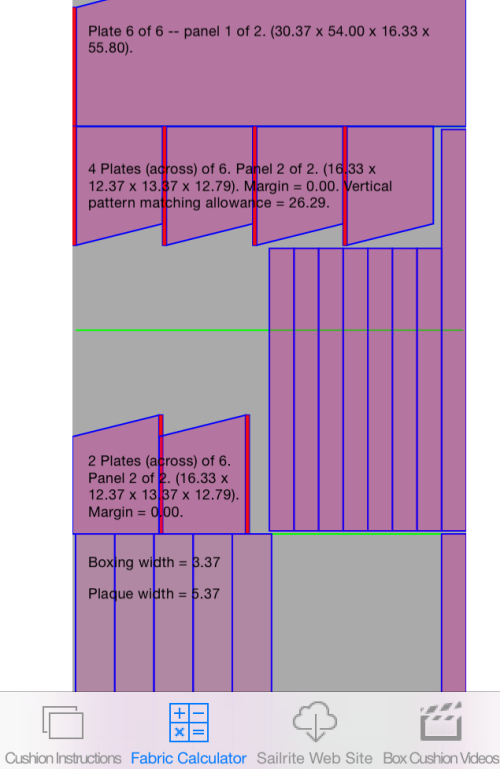 Plate 6 of 6 -- panel 1 of 2. (30.37 x 54.00 x 16.33 x
55.80).
4 Plates (across) of 6. Panel 2 of 2. (16.33 x
12.37 x 13.37 x 12.79). Margin = 0.00. Vertical
pattern matching allowance = 26.29.
2 Plates (across) of 6.
Panel 2 of 2. (16.33 x
12.37 x 13.37 x 12.79).
Margin = 0.00.
Boxing width = 3.37
Plaque width = 5.37
Cushion Instructions
Fabric Calculator
Sailrite Web Site
Box Cushion Videos